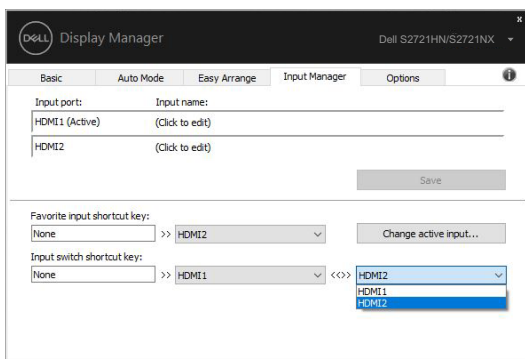 DELL Display Manager
x
Dell S2721HN/S2721NX
Basic Auto Mode Easy Arrange Input Manager Options i
Input port: Input name:
HDMI1 (Active) (Click to edit)
HDMI2 (Click to edit)
Save
Favorite input shortcut key:
None >> HDMI2 Change active input...
Input switch shortcut key:
None >> HDMI1 <<>> HDMI2
HDMI1
HDMI2